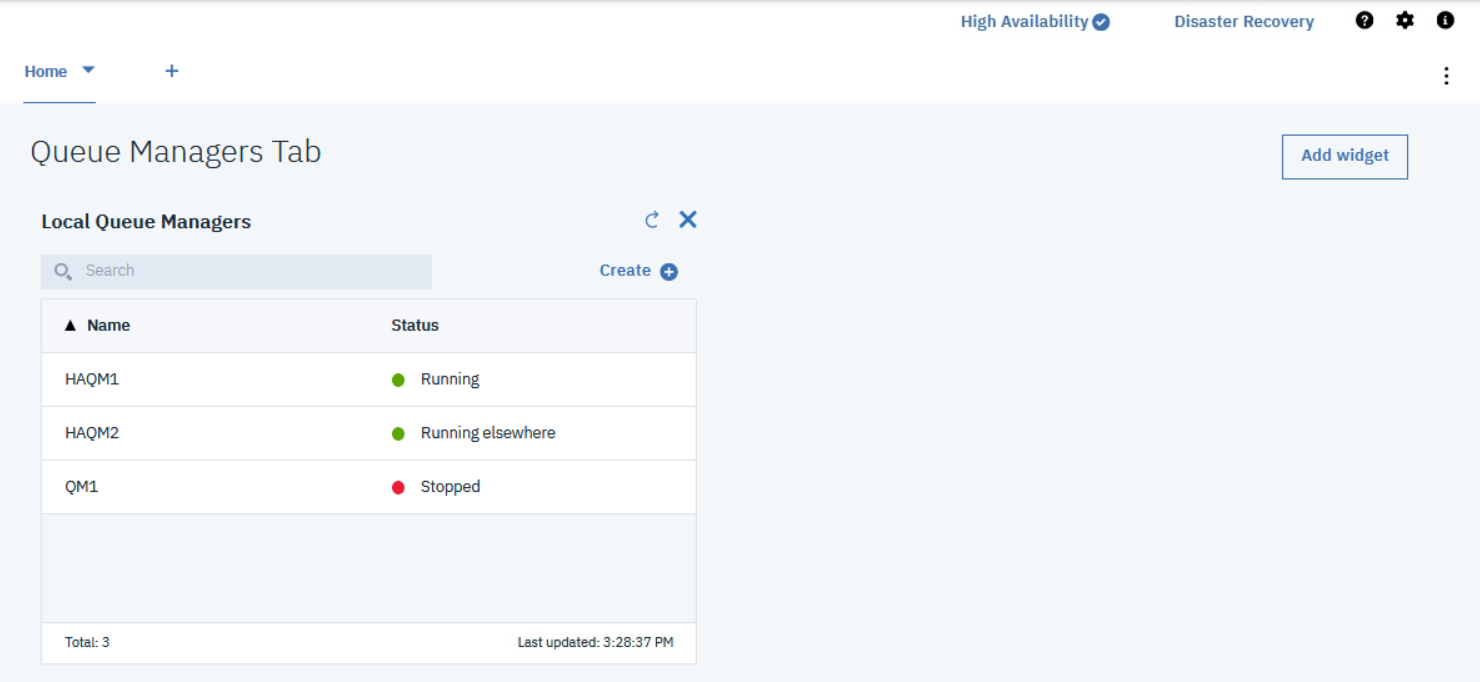 High Availability Disaster Recovery
Home
Queue Managers Tab
Add widget
Local Queue Managers
Search Create
Name Status
HAQM1 Running
HAQM2 Running elsewhere
QM1 Stopped
Total: 3 Last updated: 3:28:37 PM